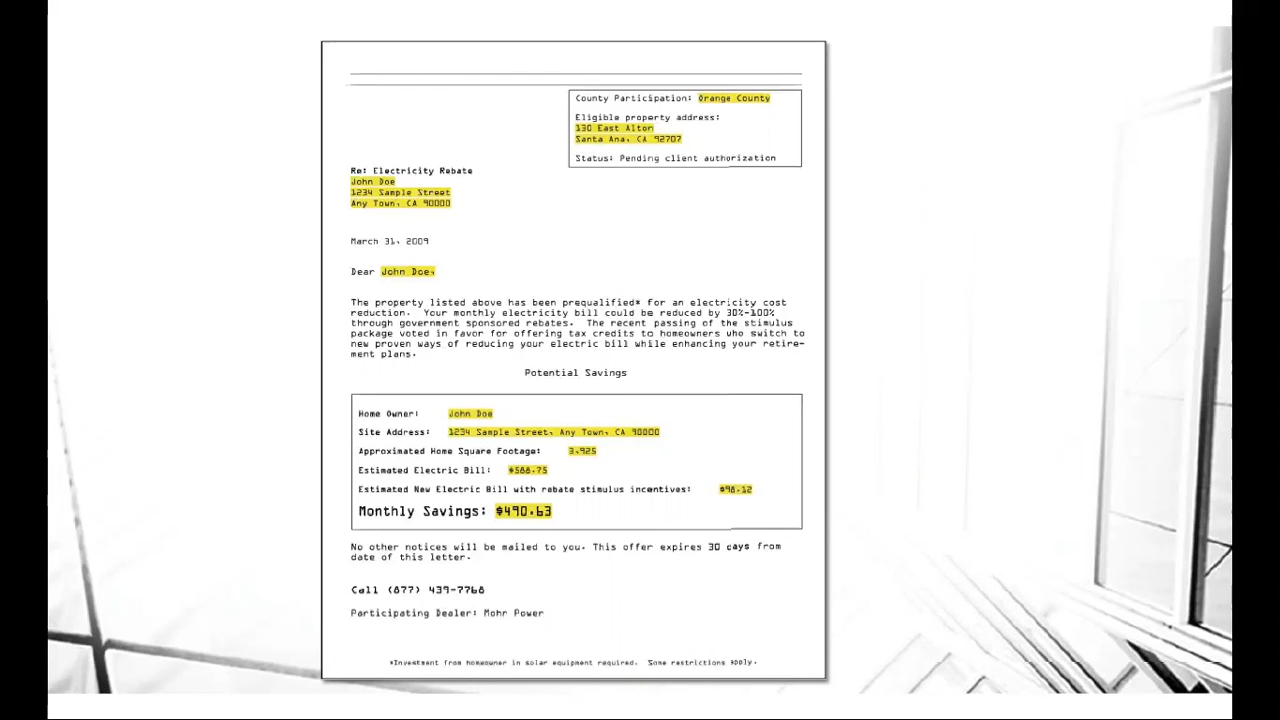 County Participation: Orange County
Eligible property address:
130 East Alton
Santa Ana, CA 92707
Status: Pending client authorization
Re: Electricity Rebate
John Doe
1234 Sample Street
Any Town, CA 90000
March 31, 2009
Dear John Doe,
The property listed above has been prequalified* for an electricity cost
reduction. Your monthly electricity bill could be reduced by 30%-100%
through government sponsored rebates. The recent passing of the stimulus
package voted in favor for offering tax credits to homeowners who switch to
new proven ways of reducing your electric bill while enhancing your retire-
ment plans.
Potential Savings
Home Owner: John Doe
Site Address: 1234 Sample Street, Any Town, CA 90000
Approximated Home Square Footage: 3,925
Estimated Electric Bill: $588.75
Estimated New Electric Bill with rebate stimulus incentives: $98.12
Monthly Savings: $490.63
No other notices will be mailed to you. This offer expires 30 days from
date of this letter.
Call (877) 439-7768
Participating Dealer: Mohr Power
*Investment from homeowner in solar equipment required. Some restrictions apply.